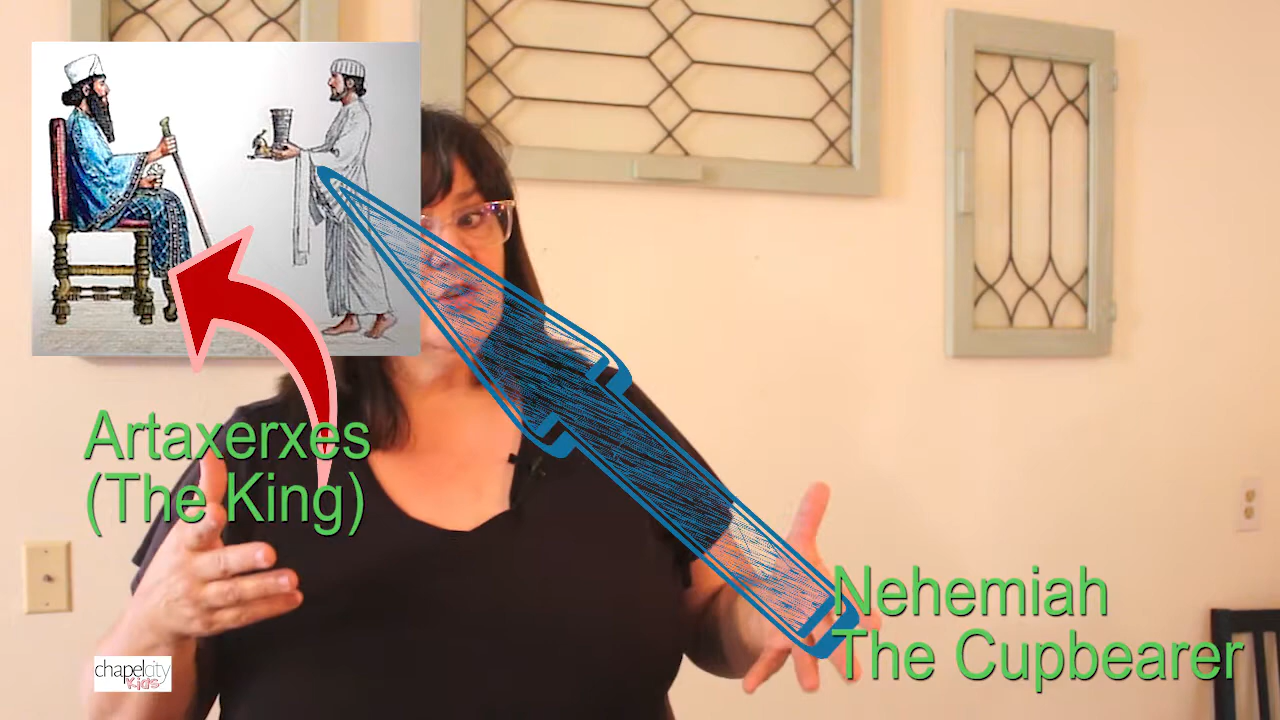 Artaxerxes
(The King)
Nehemiah
The Cupbearer
chapelcity
Kids